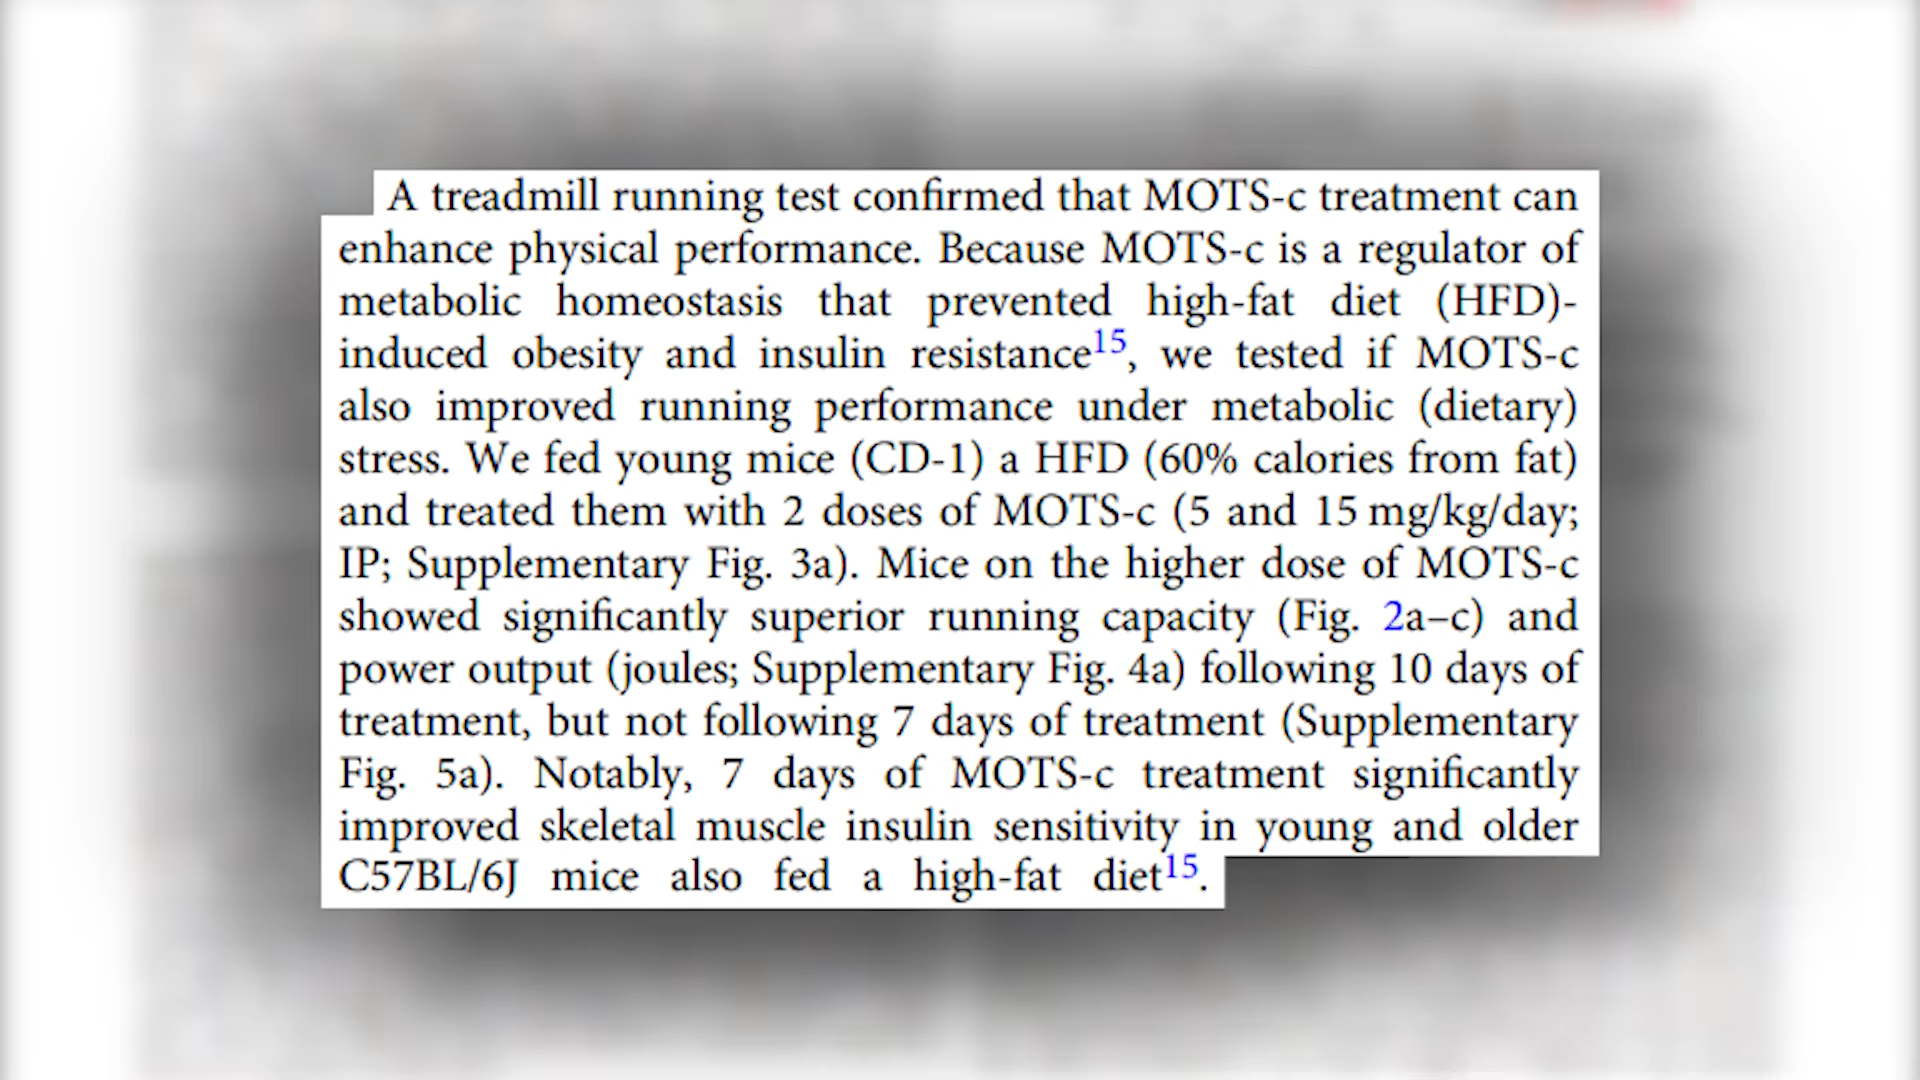 A treadmill running test confirmed that MOTS-c treatment can
enhance physical performance. Because MOTS-c is a regulator of
metabolic homeostasis that prevented high-fat diet (HFD)-
induced obesity and insulin resistance15, we tested if MOTS-c
also improved running performance under metabolic (dietary)
stress. We fed young mice (CD-1) a HFD (60% calories from fat)
and treated them with 2 doses of MOTS-c (5 and 15 mg/kg/day;
IP; Supplementary Fig. 3a). Mice on the higher dose of MOTS-c
showed significantly superior running capacity (Fig. 2a–c) and
power output (joules; Supplementary Fig. 4a) following 10 days of
treatment, but not following 7 days of treatment (Supplementary
Fig. 5a). Notably, 7 days of MOTS-c treatment significantly
improved skeletal muscle insulin sensitivity in young and older
C57BL/6J mice also fed a high-fat diet15.